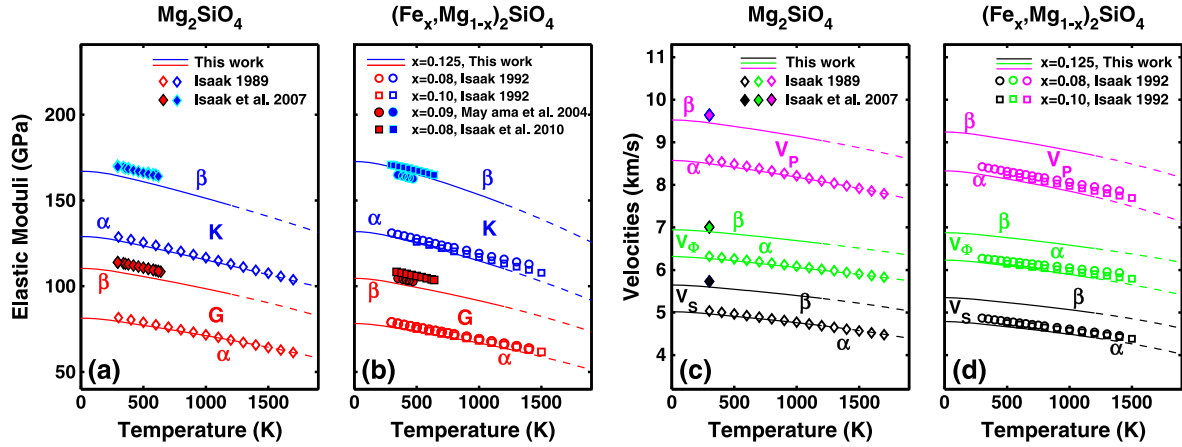 Mg2SiO4
(Fex,Mg1-x)2SiO4
Mg2SiO4
(Fex,Mg1-x)2SiO4
Elastic Moduli (GPa)
200
150
100
50
This work
Isaak 1989
Isaak et al. 2007
β
α
K
β
G
α
(a)
0 500 1000 1500
Temperature (K)
x=0.125, This work
x=0.08, Isaak 1992
x=0.10, Isaak 1992
x=0.09, May ama et al. 2004
x=0.08, Isaak et al. 2010
β
α
K
β
G
α
(b)
0 500 1000 1500
Temperature (K)
Velocities (km/s)
11
10
9
8
7
6
5
4
This work
Isaak 1989
Isaak et al. 2007
β
VP
α
β
VΦ
α
VS
β
α
(c)
0 500 1000 1500
Temperature (K)
x=0.125, This work
x=0.08, Isaak 1992
x=0.10, Isaak 1992
β
VP
α
β
VΦ
α
β
VS
α
(d)
0 500 1000 1500
Temperature (K)